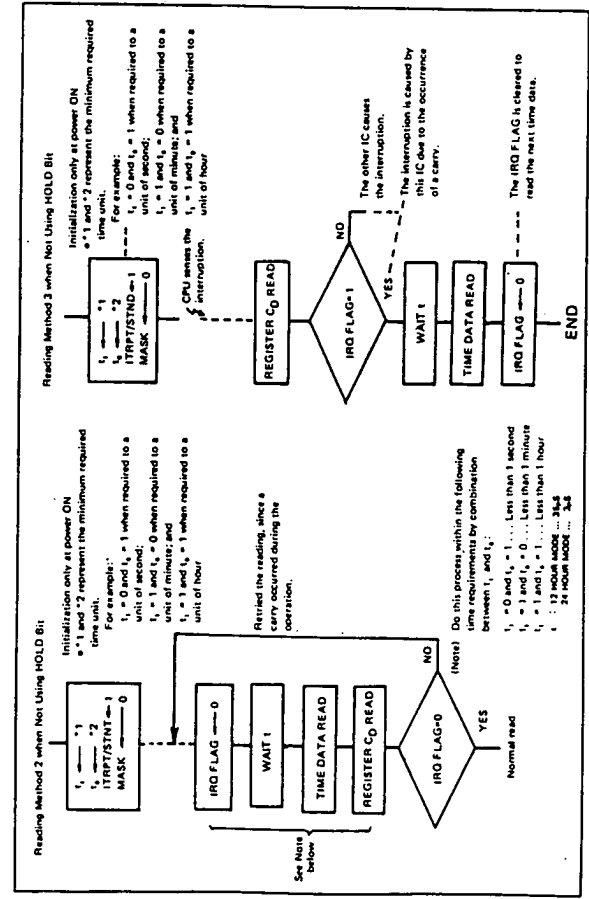 Reading Method 2 when Not Using HOLD Bit
t₁ ← *1
t₀ ← *2
ITRPT/STNT ← 1
MASK ← 0
Initialization only at power ON
• *1 and *2 represent the minimum required
time unit.
For example:
t₁ = 0 and t₀ = 1 when required to a
unit of second;
t₁ = 1 and t₀ = 0 when required to a
unit of minute; and
t₁ = 1 and t₀ = 1 when required to a
unit of hour
Retried the reading, since a
carry occurred during the
operation.
IRQ FLAG ← 0
WAIT t
TIME DATA READ
REGISTER C_D READ
See Note
below
IRQ FLAG=0
NO
YES
Normal read
(Note) Do this process within the following
time requirements by combination
between t₁ and t₀:
t₁ = 0 and t₀ = 1 ... Less than 1 second
t₁ = 1 and t₀ = 0 ... Less than 1 minute
t₁ = 1 and t₀ = 1 ... Less than 1 hour
t : 12 HOUR MODE ... 35μS
24 HOUR MODE ... 3μS
Reading Method 3 when Not Using HOLD Bit
t₁ ← *1
t₀ ← *2
ITRPT/STND ← 1
MASK ← 0
Initialization only at power ON
• *1 and *2 represent the minimum required
time unit.
For example:
t₁ = 0 and t₀ = 1 when required to a
unit of second;
t₁ = 1 and t₀ = 0 when required to a
unit of minute; and
t₁ = 1 and t₀ = 1 when required to a
unit of hour
CPU senses the
interruption.
REGISTER C_D READ
IRQ FLAG=1
NO
The other IC causes
the interruption.
YES
The interruption is caused by
this IC due to the occurrence
of a carry.
WAIT t
TIME DATA READ
IRQ FLAG ← 0
The IRQ FLAG is cleared to
read the next time data.
END